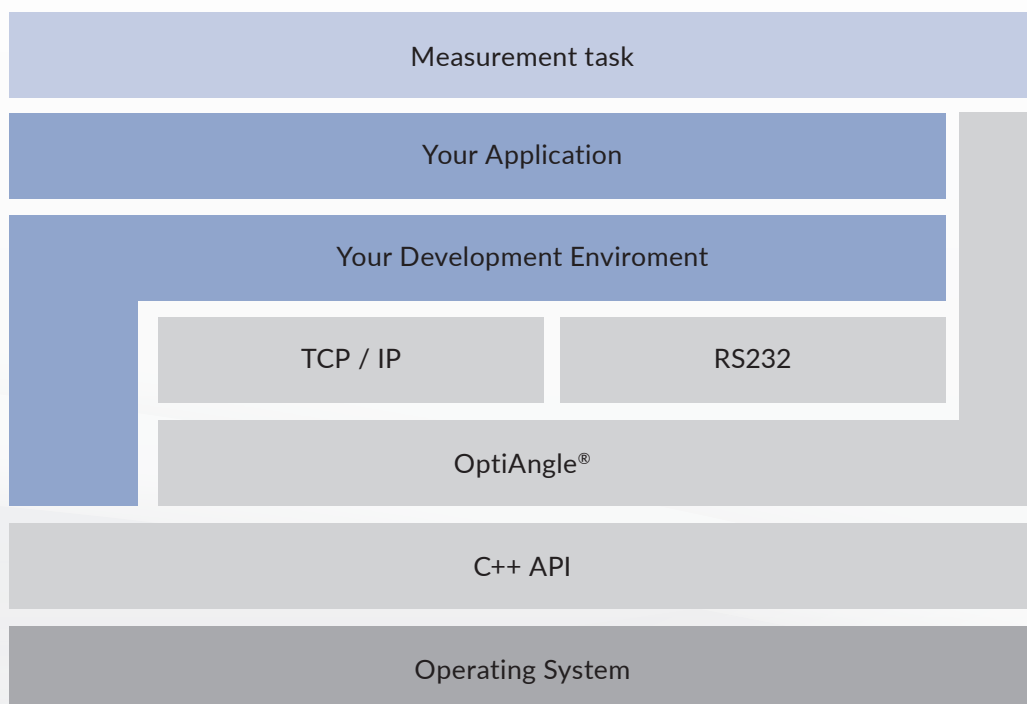 Measurement task
Your Application
Your Development Enviroment
TCP / IP
RS232
OptiAngle®
C++ API
Operating System